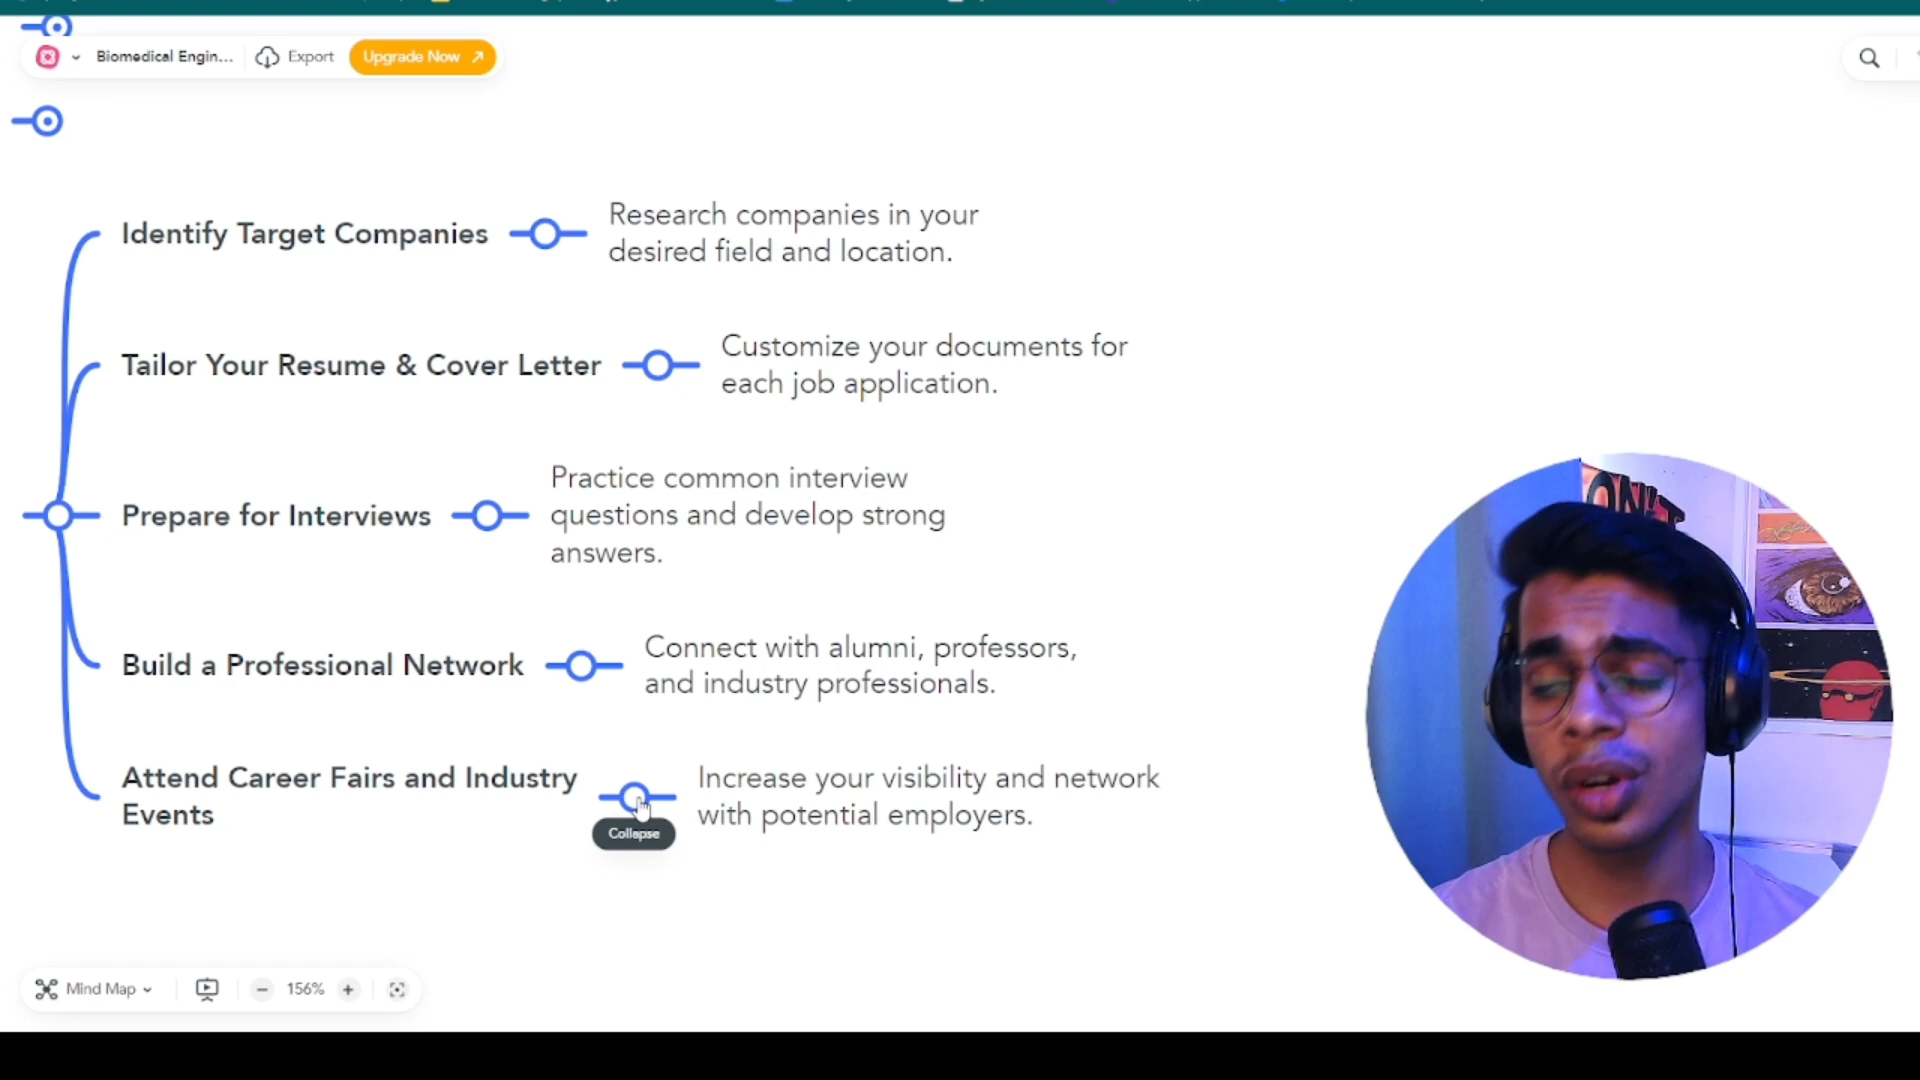 Biomedical Engin...
Export
Upgrade Now
Identify Target Companies
Research companies in your
desired field and location.
Tailor Your Resume & Cover Letter
Customize your documents for
each job application.
Prepare for Interviews
Practice common interview
questions and develop strong
answers.
Build a Professional Network
Connect with alumni, professors,
and industry professionals.
Attend Career Fairs and Industry
Events
Increase your visibility and network
with potential employers.
Collapse
ON'T
Mind Map
156%